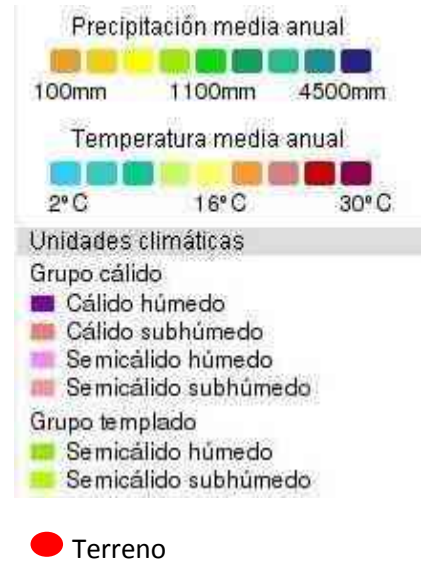 Precipitación media anual
100mm 1100mm 4500mm
Temperatura media anual
2°C 16°C 30°C
Unidades climáticas
Grupo cálido
Cálido húmedo
Cálido subhúmedo
Semicálido húmedo
Semicálido subhúmedo
Grupo templado
Semicálido húmedo
Semicálido subhúmedo
Terreno